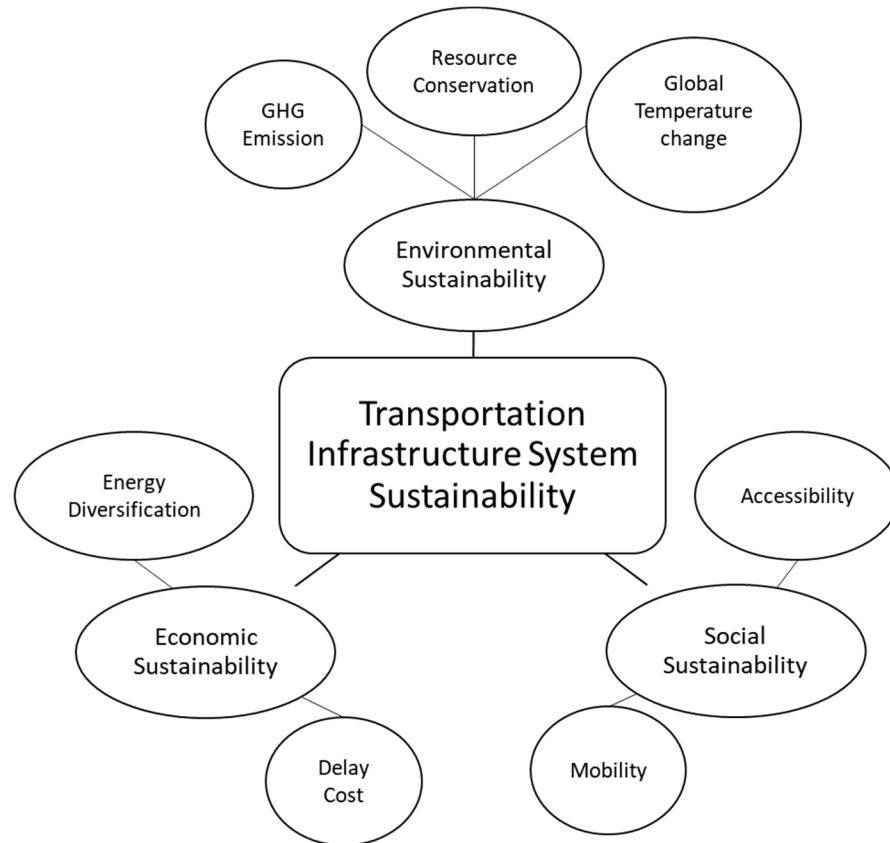 Resource
Conservation
GHG
Emission
Global
Temperature
change
Environmental
Sustainability
Transportation
Infrastructure System
Sustainability
Energy
Diversification
Accessibility
Economic
Sustainability
Social
Sustainability
Delay
Cost
Mobility